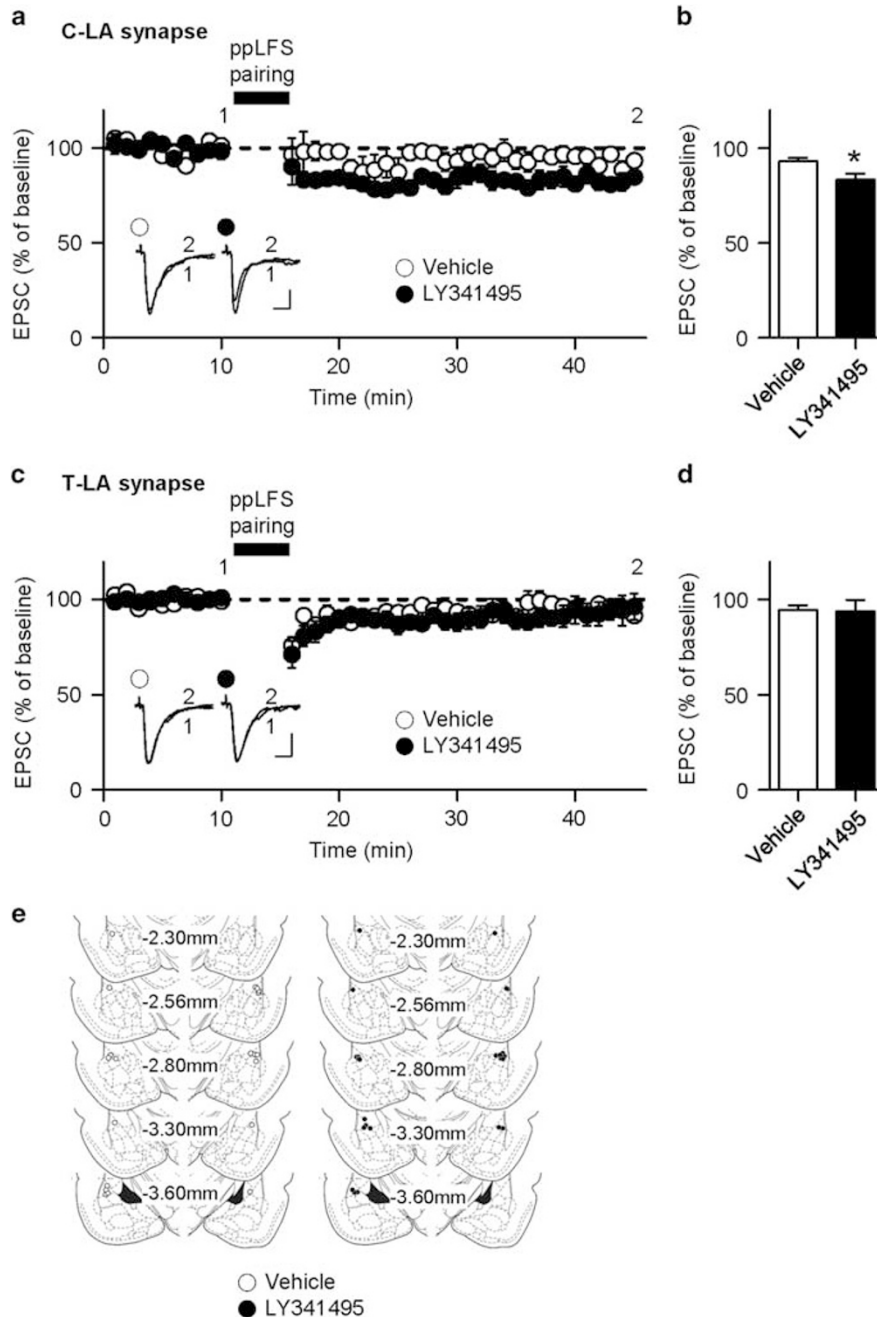 a
C-LA synapse
ppLFS
pairing
1
2
100
50
0
EPSC (% of baseline)
2
1
2
1
Vehicle
LY341495
0
10
20
30
40
Time (min)
b
*
100
50
0
EPSC (% of baseline)
Vehicle
LY341495
c
T-LA synapse
ppLFS
pairing
1
2
100
50
0
EPSC (% of baseline)
2
1
2
1
Vehicle
LY341495
0
10
20
30
40
Time (min)
d
100
50
0
EPSC (% of baseline)
Vehicle
LY341495
e
-2.30mm
-2.30mm
-2.56mm
-2.56mm
-2.80mm
-2.80mm
-3.30mm
-3.30mm
-3.60mm
-3.60mm
Vehicle
LY341495